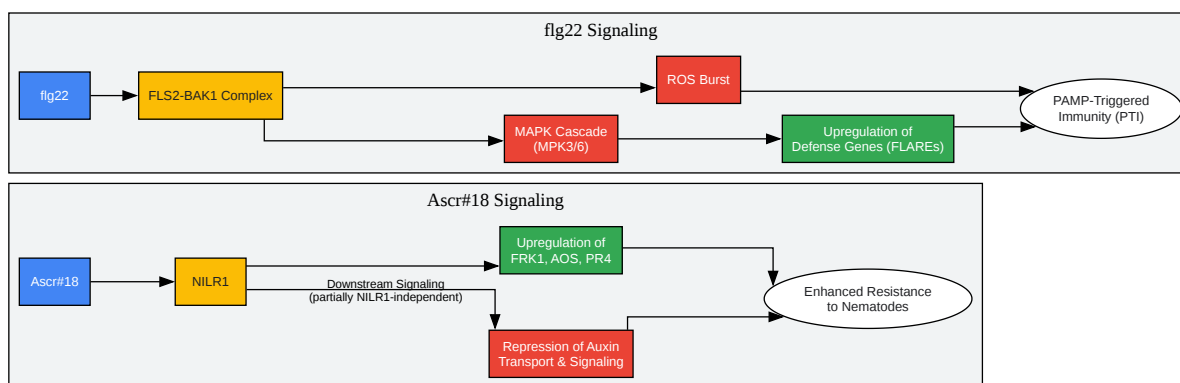 flg22 Signaling
flg22
FLS2-BAK1 Complex
ROS Burst
MAPK Cascade
(MPK3/6)
Upregulation of
Defense Genes (FLAREs)
PAMP-Triggered
Immunity (PTI)
Ascr#18 Signaling
Ascr#18
NILR1
Upregulation of
FRK1, AOS, PR4
Downstream Signaling
(partially NILR1-independent)
Repression of Auxin
Transport & Signaling
Enhanced Resistance
to Nematodes